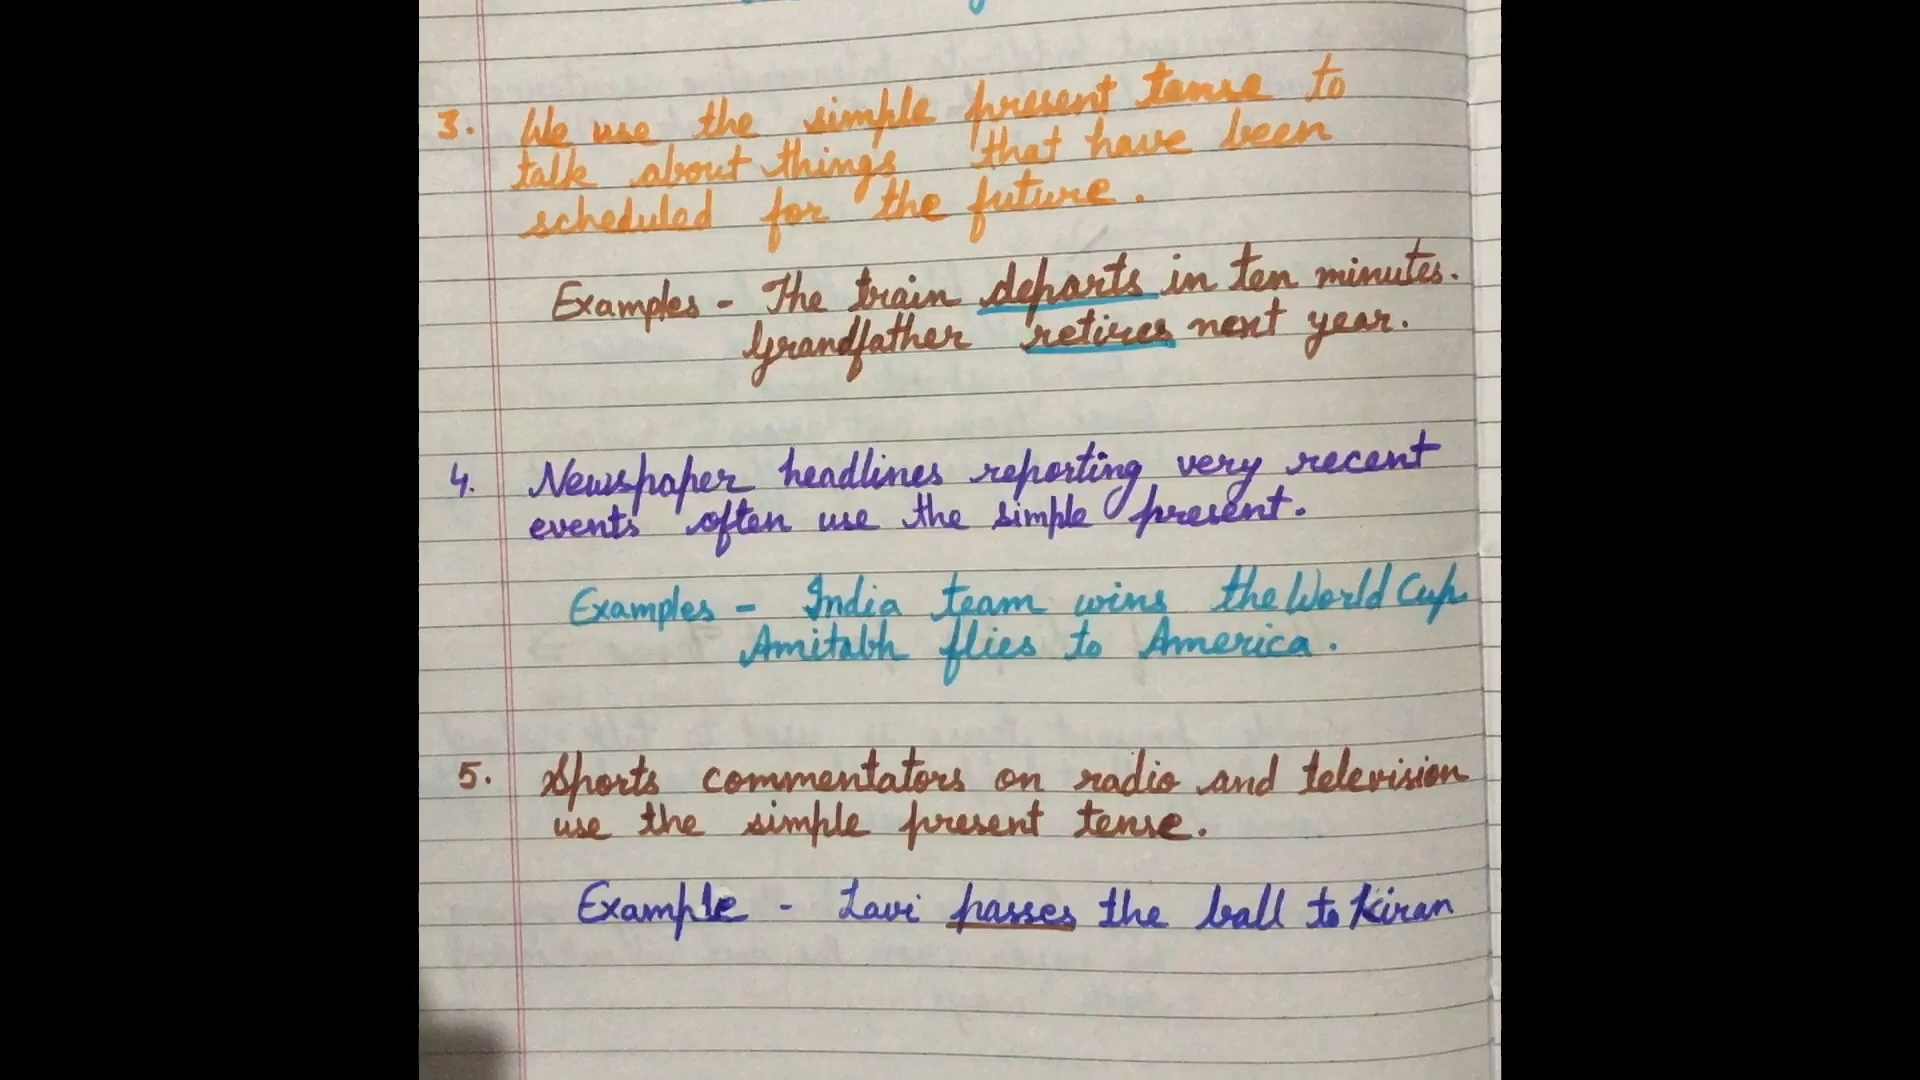 3. We use the simple present tense to
talk about things that have been
scheduled for the future.
Examples - The train departs in ten minutes.
Grandfather retires next year.
4. Newspaper headlines reporting very recent
events often use the simple present.
Examples - India team wins the World Cup
Amitabh flies to America.
5. Sports commentators on radio and television
use the simple present tense.
Example - Lavi passes the ball to Kiran